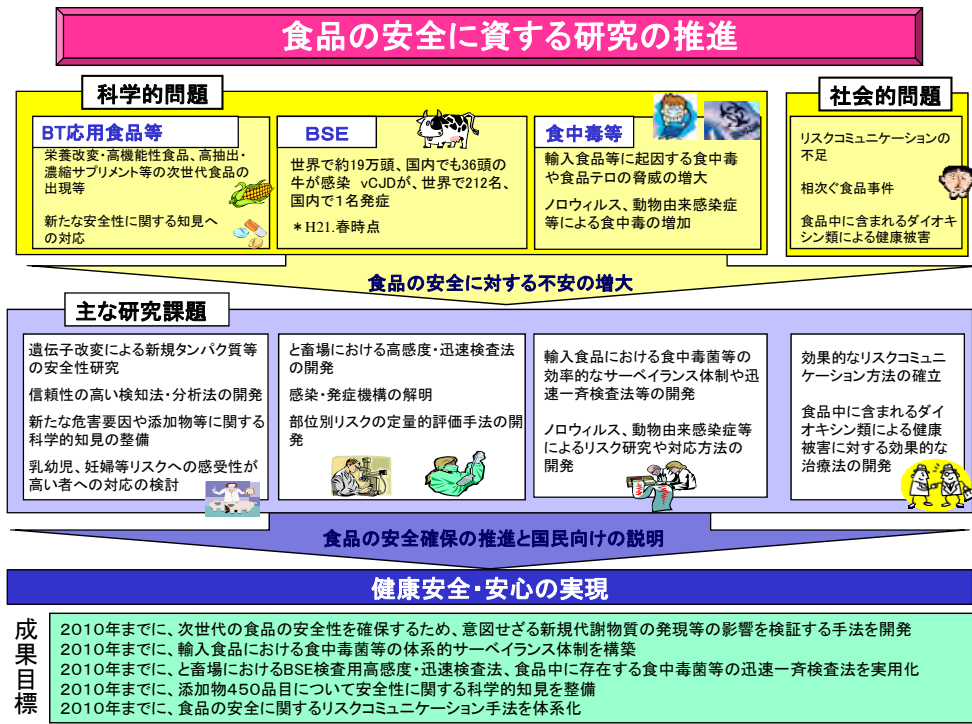 食品の安全に資する研究の推進
科学的問題
社会的問題
BT応用食品等
栄養改変・高機能性食品、高抽出・
濃縮サプリメント等の次世代食品の
出現等
新たな安全性に関する知見へ
の対応
BSE
世界で約19万頭、国内でも36頭の
牛が感染 vCJDが、世界で212名、
国内で1名発症
＊H21.春時点
食中毒等
輸入食品等に起因する食中毒
や食品テロの脅威の増大
ノロウィルス、動物由来感染症
等による食中毒の増加
リスクコミュニケーションの
不足
相次ぐ食品事件
食品中に含まれるダイオキ
シン類による健康被害
食品の安全に対する不安の増大
主な研究課題
遺伝子改変による新規タンパク質等
の安全性研究
信頼性の高い検知法・分析法の開発
新たな危害要因や添加物等に関する
科学的知見の整備
乳幼児、妊婦等リスクへの感受性が
高い者への対応の検討
と畜場における高感度・迅速検査法
の開発
感染・発症機構の解明
部位別リスクの定量的評価手法の開
発
輸入食品における食中毒菌等の
効率的なサーベイランス体制や迅
速一斉検査法等の開発
ノロウィルス、動物由来感染症等
によるリスク研究や対応方法の
開発
効果的なリスクコミュニ
ケーション方法の確立
食品中に含まれるダイ
オキシン類による健康
被害に対する効果的な
治療法の開発
食品の安全確保の推進と国民向けの説明
健康安全・安心の実現
成果目標
2010年までに、次世代の食品の安全性を確保するため、意図せざる新規代謝物質の発現等の影響を検証する手法を開発
2010年までに、輸入食品における食中毒菌等の体系的サーベイランス体制を構築
2010年までに、と畜場におけるBSE検査用高感度・迅速検査法、食品中に存在する食中毒菌等の迅速一斉検査法を実用化
2010年までに、添加物450品目について安全性に関する科学的知見を整備
2010年までに、食品の安全に関するリスクコミュニケーション手法を体系化